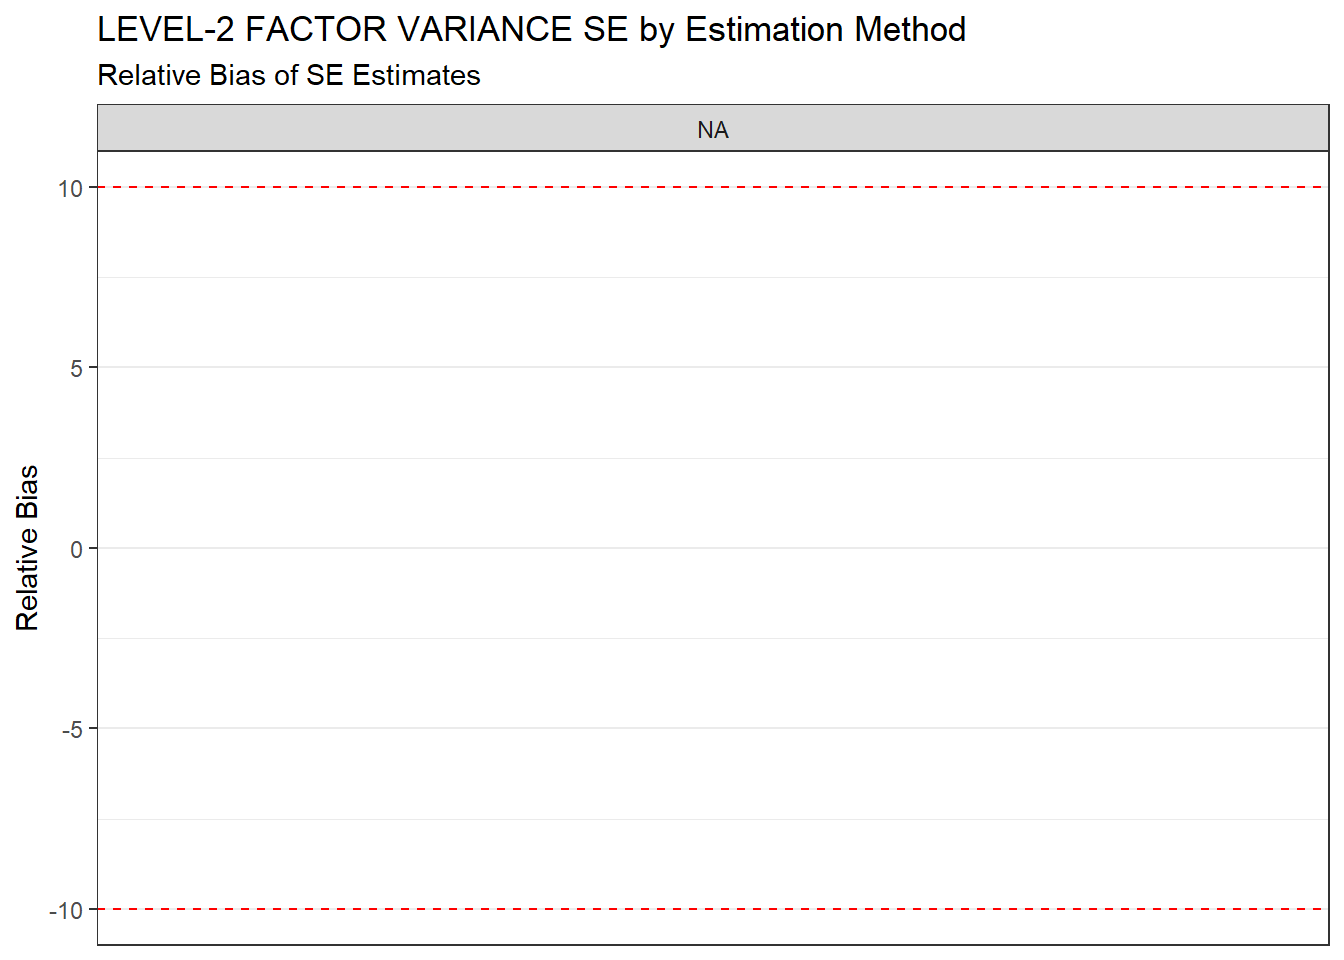 LEVEL-2 FACTOR VARIANCE SE by Estimation Method
Relative Bias of SE Estimates
NA
10
5
0
-5
-10
Relative Bias